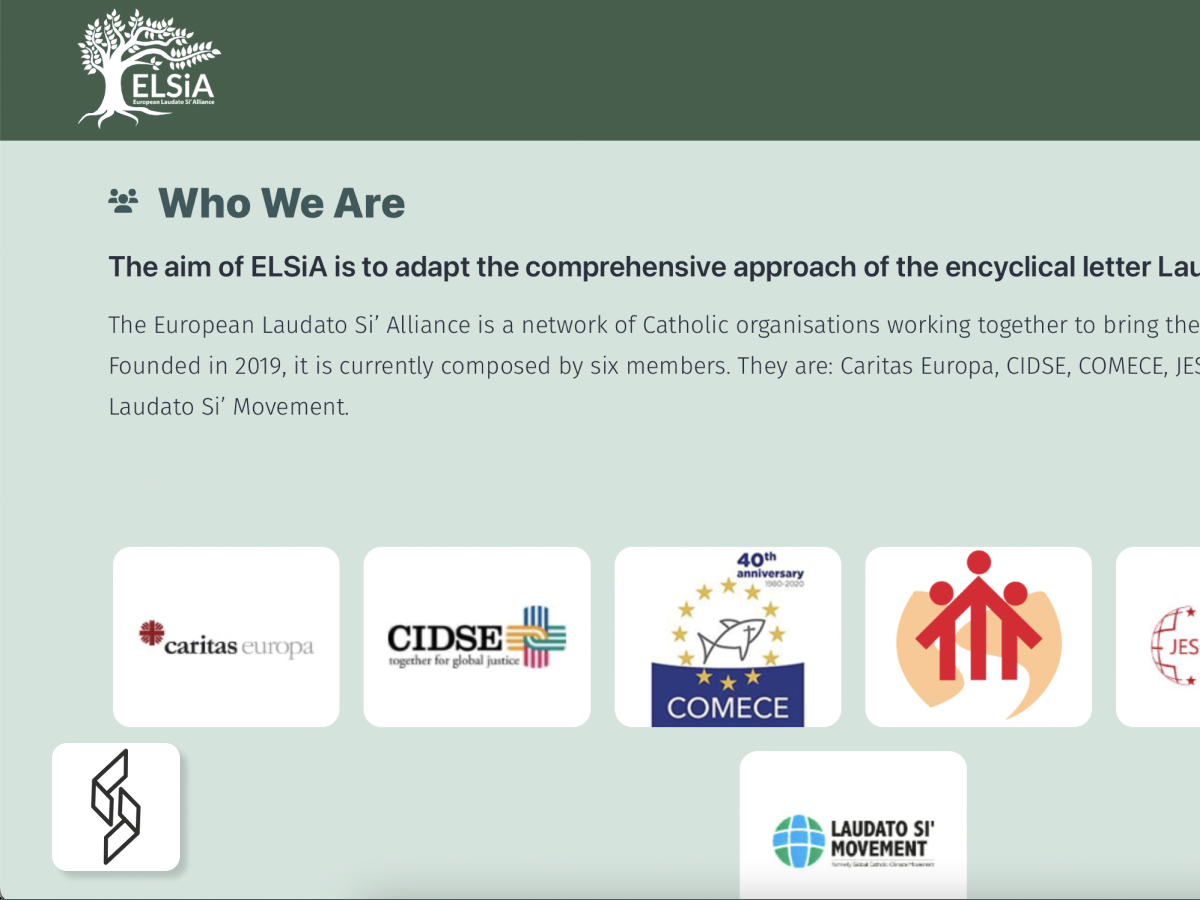 ELSiA
European Laudato Si' Alliance
Who We Are
The aim of ELSiA is to adapt the comprehensive approach of the encyclical letter Lau
The European Laudato Si’ Alliance is a network of Catholic organisations working together to bring the
Founded in 2019, it is currently composed by six members. They are: Caritas Europa, CIDSE, COMECE, JES
Laudato Si’ Movement.
caritas europa
CIDSE
together for global justice
40th
anniversary
1980-2020
COMECE
JES
LAUDATO SI'
MOVEMENT
formerly Global Catholic Climate Movement